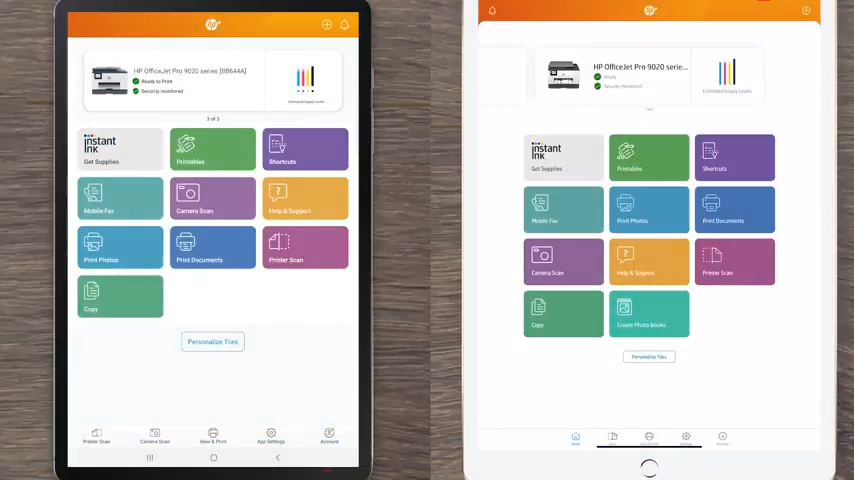 hp
HP OfficeJet Pro 9020 series [BB644A]
Ready to Print
Security monitored
Estimated Supply Levels
3 of 3
instant
ink
Get Supplies
Printables
Shortcuts
Mobile Fax
Camera Scan
Help & Support
Print Photos
Print Documents
Printer Scan
Copy
Personalize Tiles
Printer Scan
Camera Scan
View & Print
App Settings
Account
hp
HP OfficeJet Pro 9020 serie...
Ready
Security Monitored
Estimated Supply Levels
instant
ink
Get Supplies
Printables
Shortcuts
Mobile Fax
Print Photos
Print Documents
Camera Scan
Help & Support
Printer Scan
Copy
Create Photo Books
Personalize Tiles